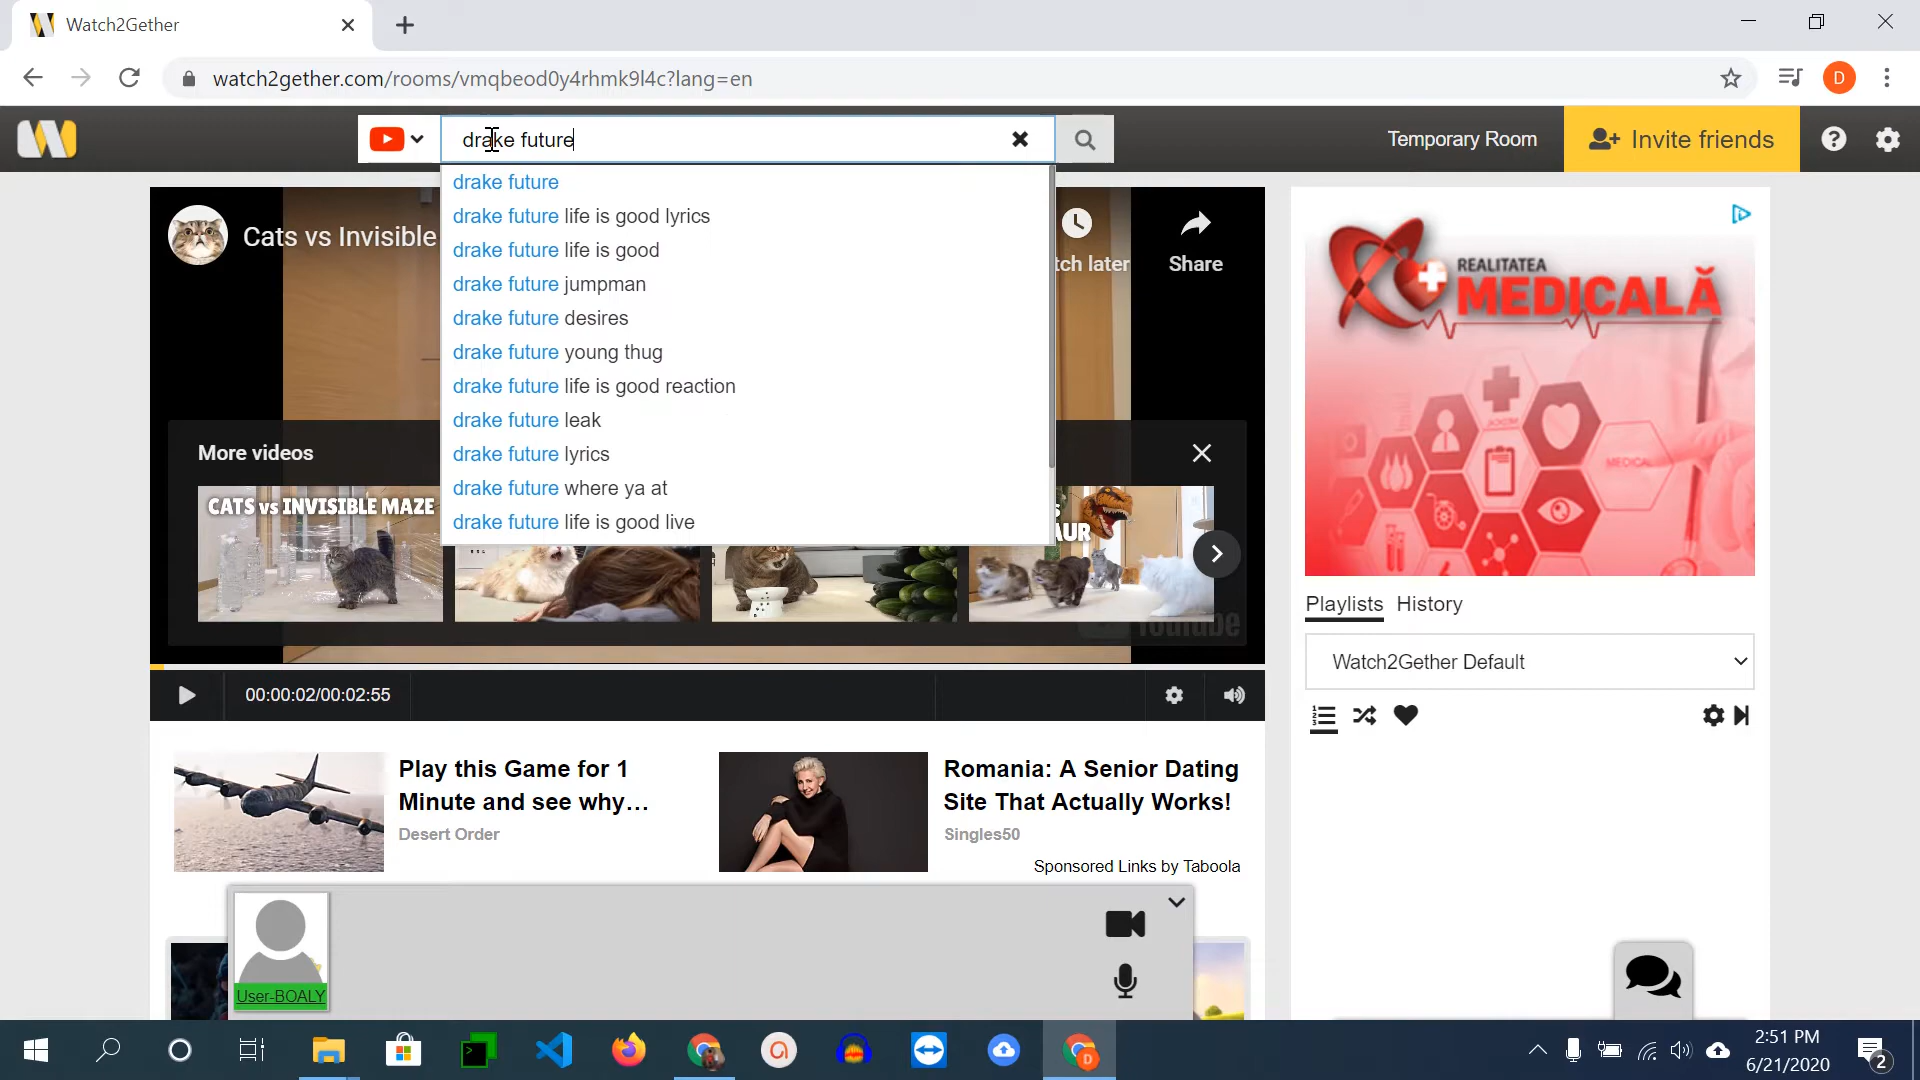 Watch2Gether
watch2gether.com/rooms/vmqbeod0y4rhmk9l4c?lang=en
D
drake future
Temporary Room
Invite friends
drake future
drake future life is good lyrics
drake future life is good
drake future jumpman
drake future desires
drake future young thug
drake future life is good reaction
drake future leak
drake future lyrics
drake future where ya at
drake future life is good live
Cats vs Invisible
tch later
Share
REALITATEA
MEDICALĂ
MEDICAL
More videos
CATS vs INVISIBLE MAZE
YouTube
Playlists History
Watch2Gether Default
00:00:02/00:02:55
Play this Game for 1
Minute and see why…
Desert Order
Romania: A Senior Dating
Site That Actually Works!
Singles50
Sponsored Links by Taboola
User-BOALY
2:51 PM
6/21/2020
2